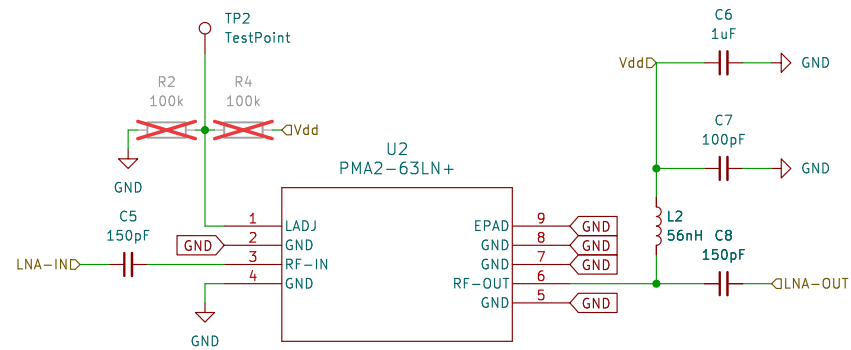 TP2
TestPoint
R2
100k
R4
100k
Vdd
GND
C5
150pF
LNA-IN
GND
GND
U2
PMA2-63LN+
1
LADJ
2
GND
3
RF-IN
4
GND
9
EPAD
GND
8
GND
GND
7
GND
GND
6
RF-OUT
5
GND
GND
C6
1uF
Vdd
GND
C7
100pF
GND
L2
56nH
C8
150pF
LNA-OUT